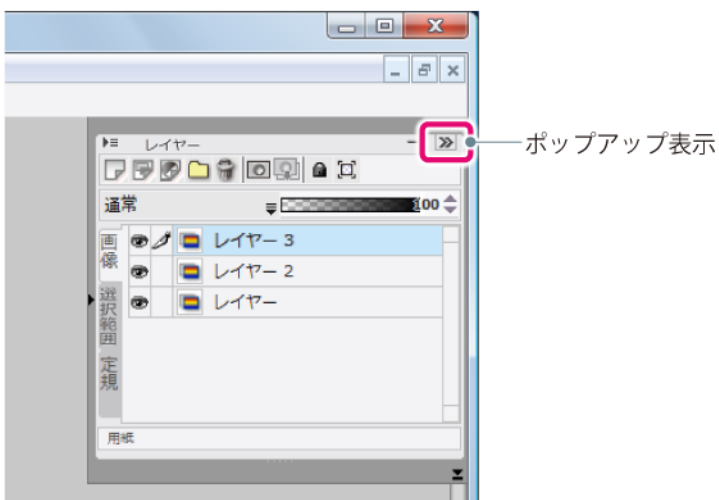 レイヤー
ポップアップ表示
通常
100
画像
レイヤー 3
レイヤー 2
レイヤー
選択範囲
定規
用紙